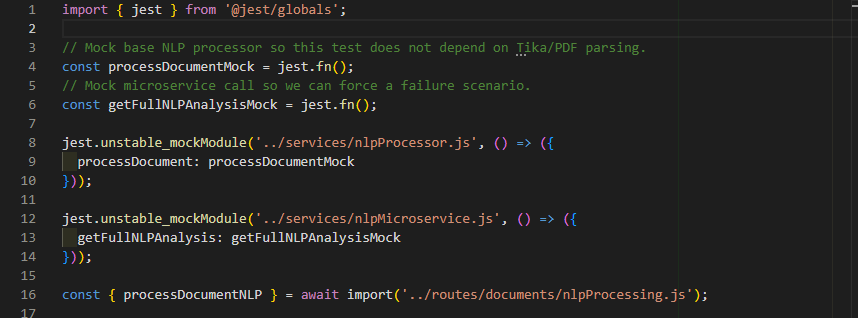 1 import { jest } from '@jest/globals';
2
3 // Mock base NLP processor so this test does not depend on Tika/PDF parsing.
4 const processDocumentMock = jest.fn();
5 // Mock microservice call so we can force a failure scenario.
6 const getFullNLPAnalysisMock = jest.fn();
7
8 jest.unstable_mockModule('../services/nlpProcessor.js', () => ({
9   processDocument: processDocumentMock
10 }));
11
12 jest.unstable_mockModule('../services/nlpMicroservice.js', () => ({
13   getFullNLPAnalysis: getFullNLPAnalysisMock
14 }));
15
16 const { processDocumentNLP } = await import('../routes/documents/nlpProcessing.js');
17